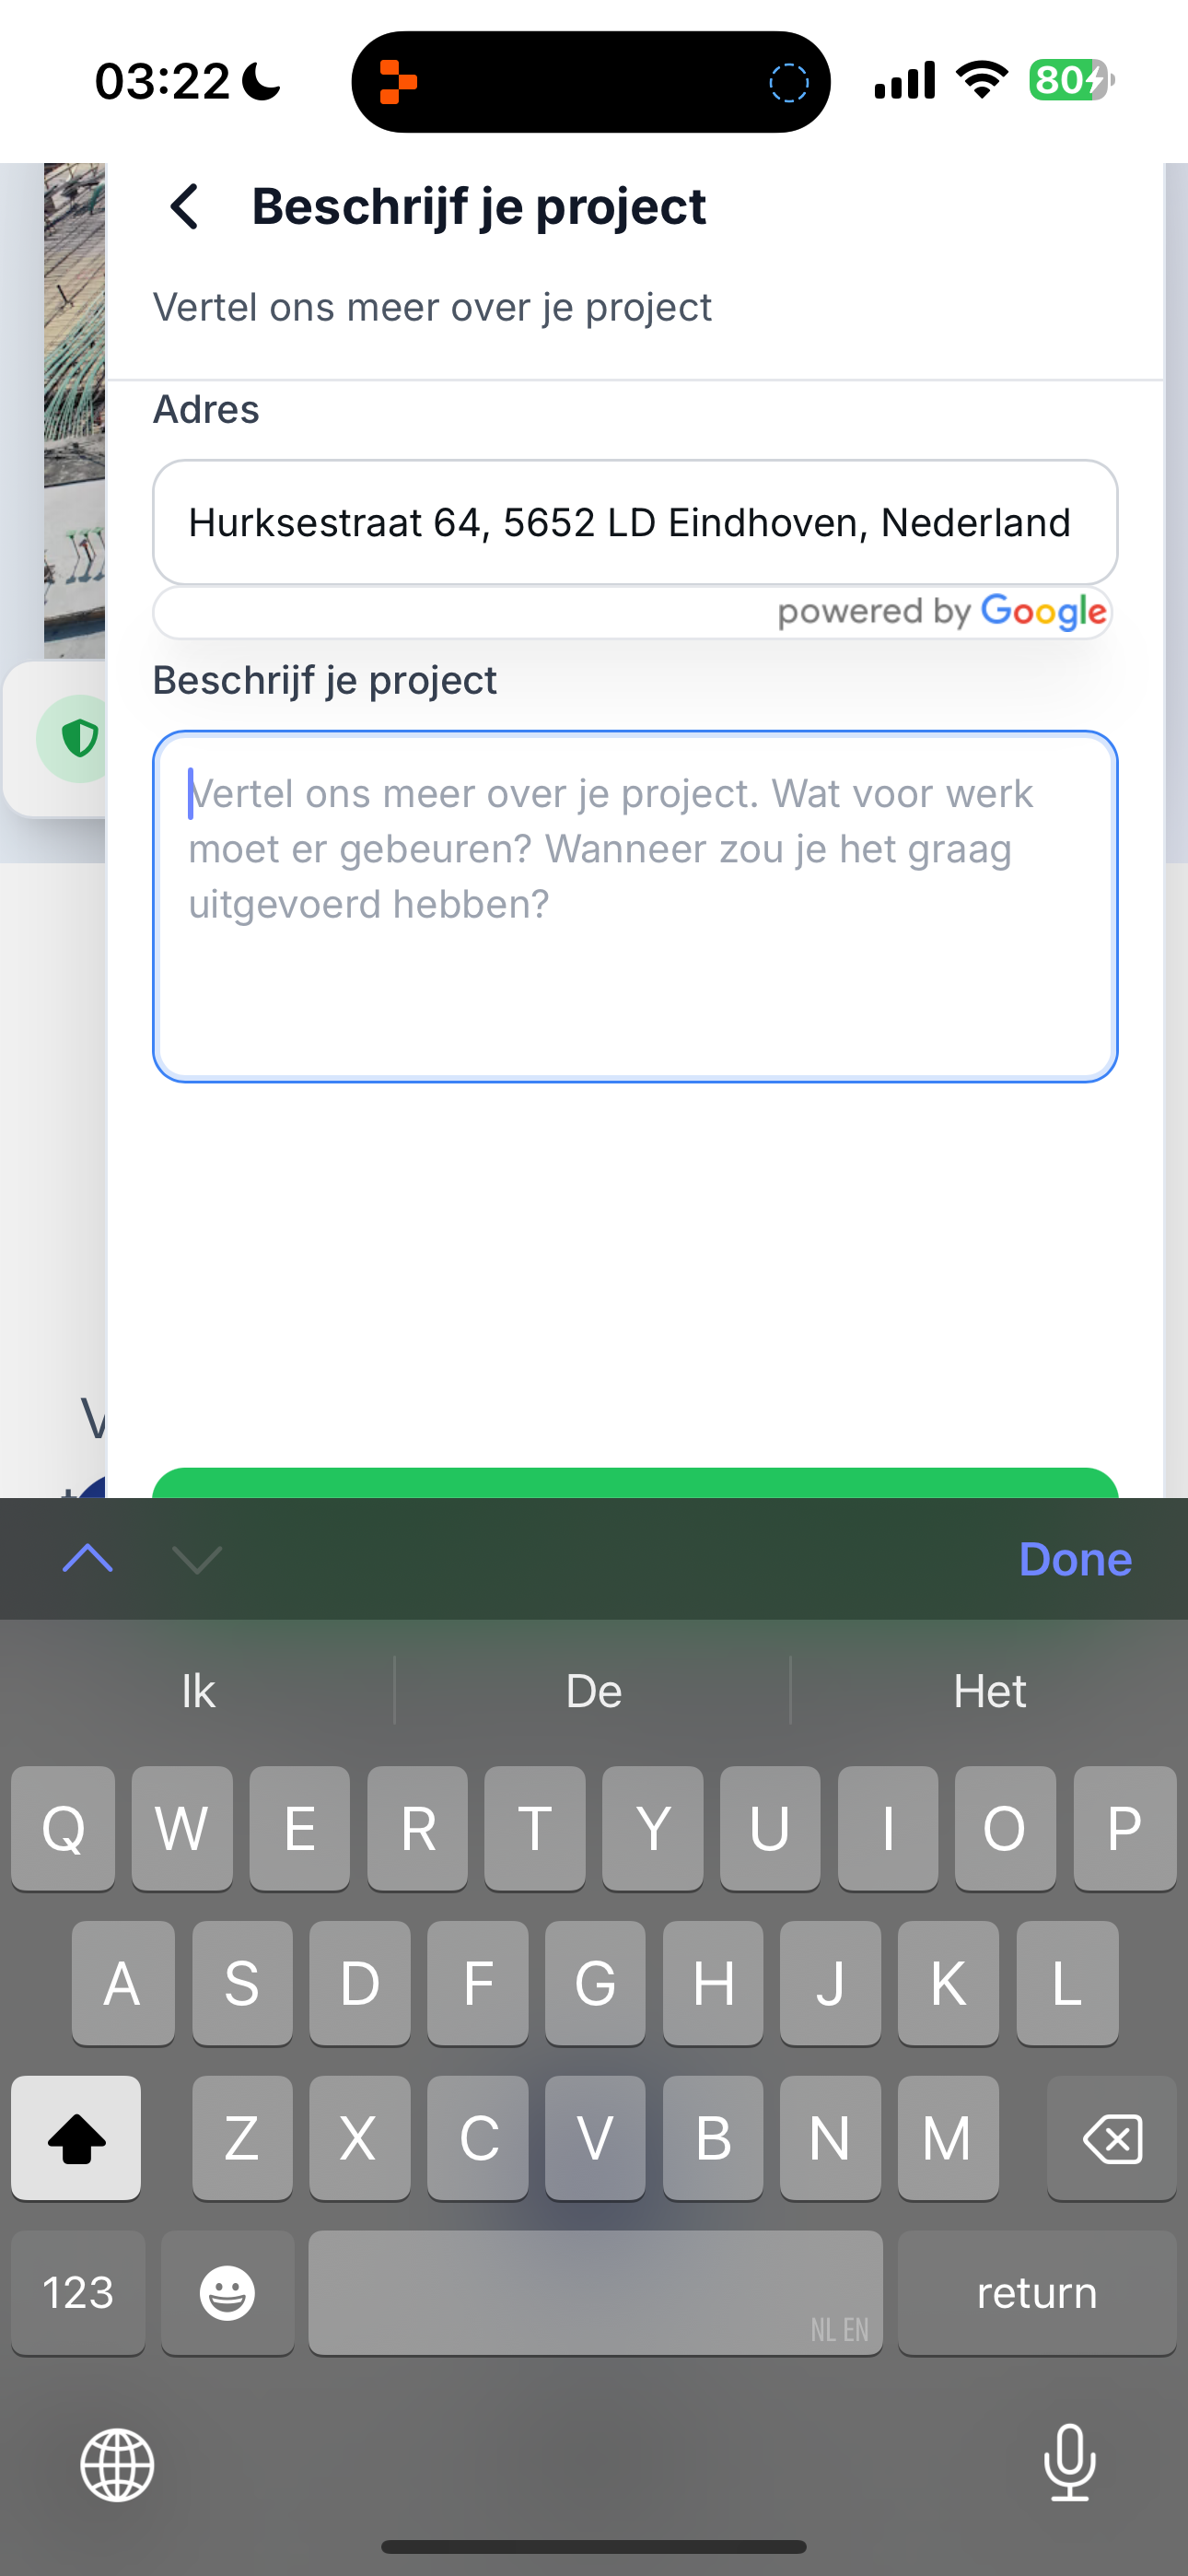 03:22
80
Beschrijf je project
Vertel ons meer over je project
Adres
Hurksestraat 64, 5652 LD Eindhoven, Nederland
powered by Google
Beschrijf je project
Vertel ons meer over je project. Wat voor werk
moet er gebeuren? Wanneer zou je het graag
uitgevoerd hebben?
V
Done
Ik De Het
Q W E R T Y U I O P
A S D F G H J K L
Z X C V B N M
123 NL EN return